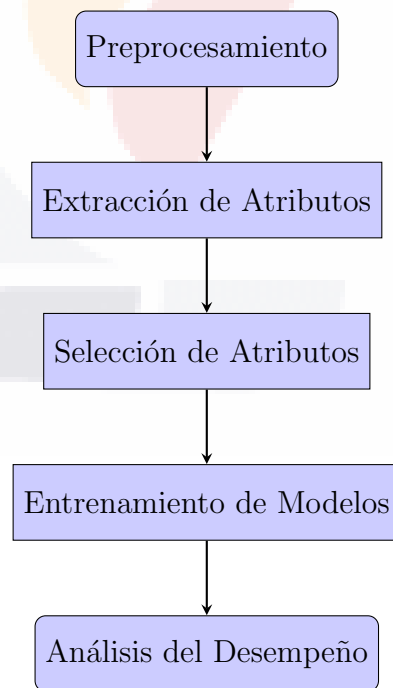 Preprocesamiento
Extracción de Atributos
Selección de Atributos
Entrenamiento de Modelos
Análisis del Desempeño